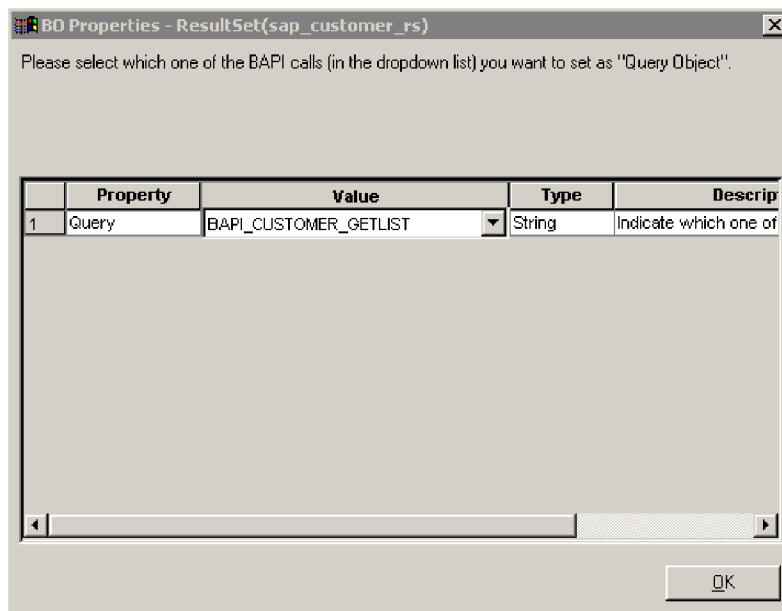 BO Properties - ResultSet(sap_customer_rs)
Please select which one of the BAPI calls (in the dropdown list) you want to set as "Query Object".
Property Value Type Descrip
1 Query BAPI_CUSTOMER_GETLIST String Indicate which one of
OK